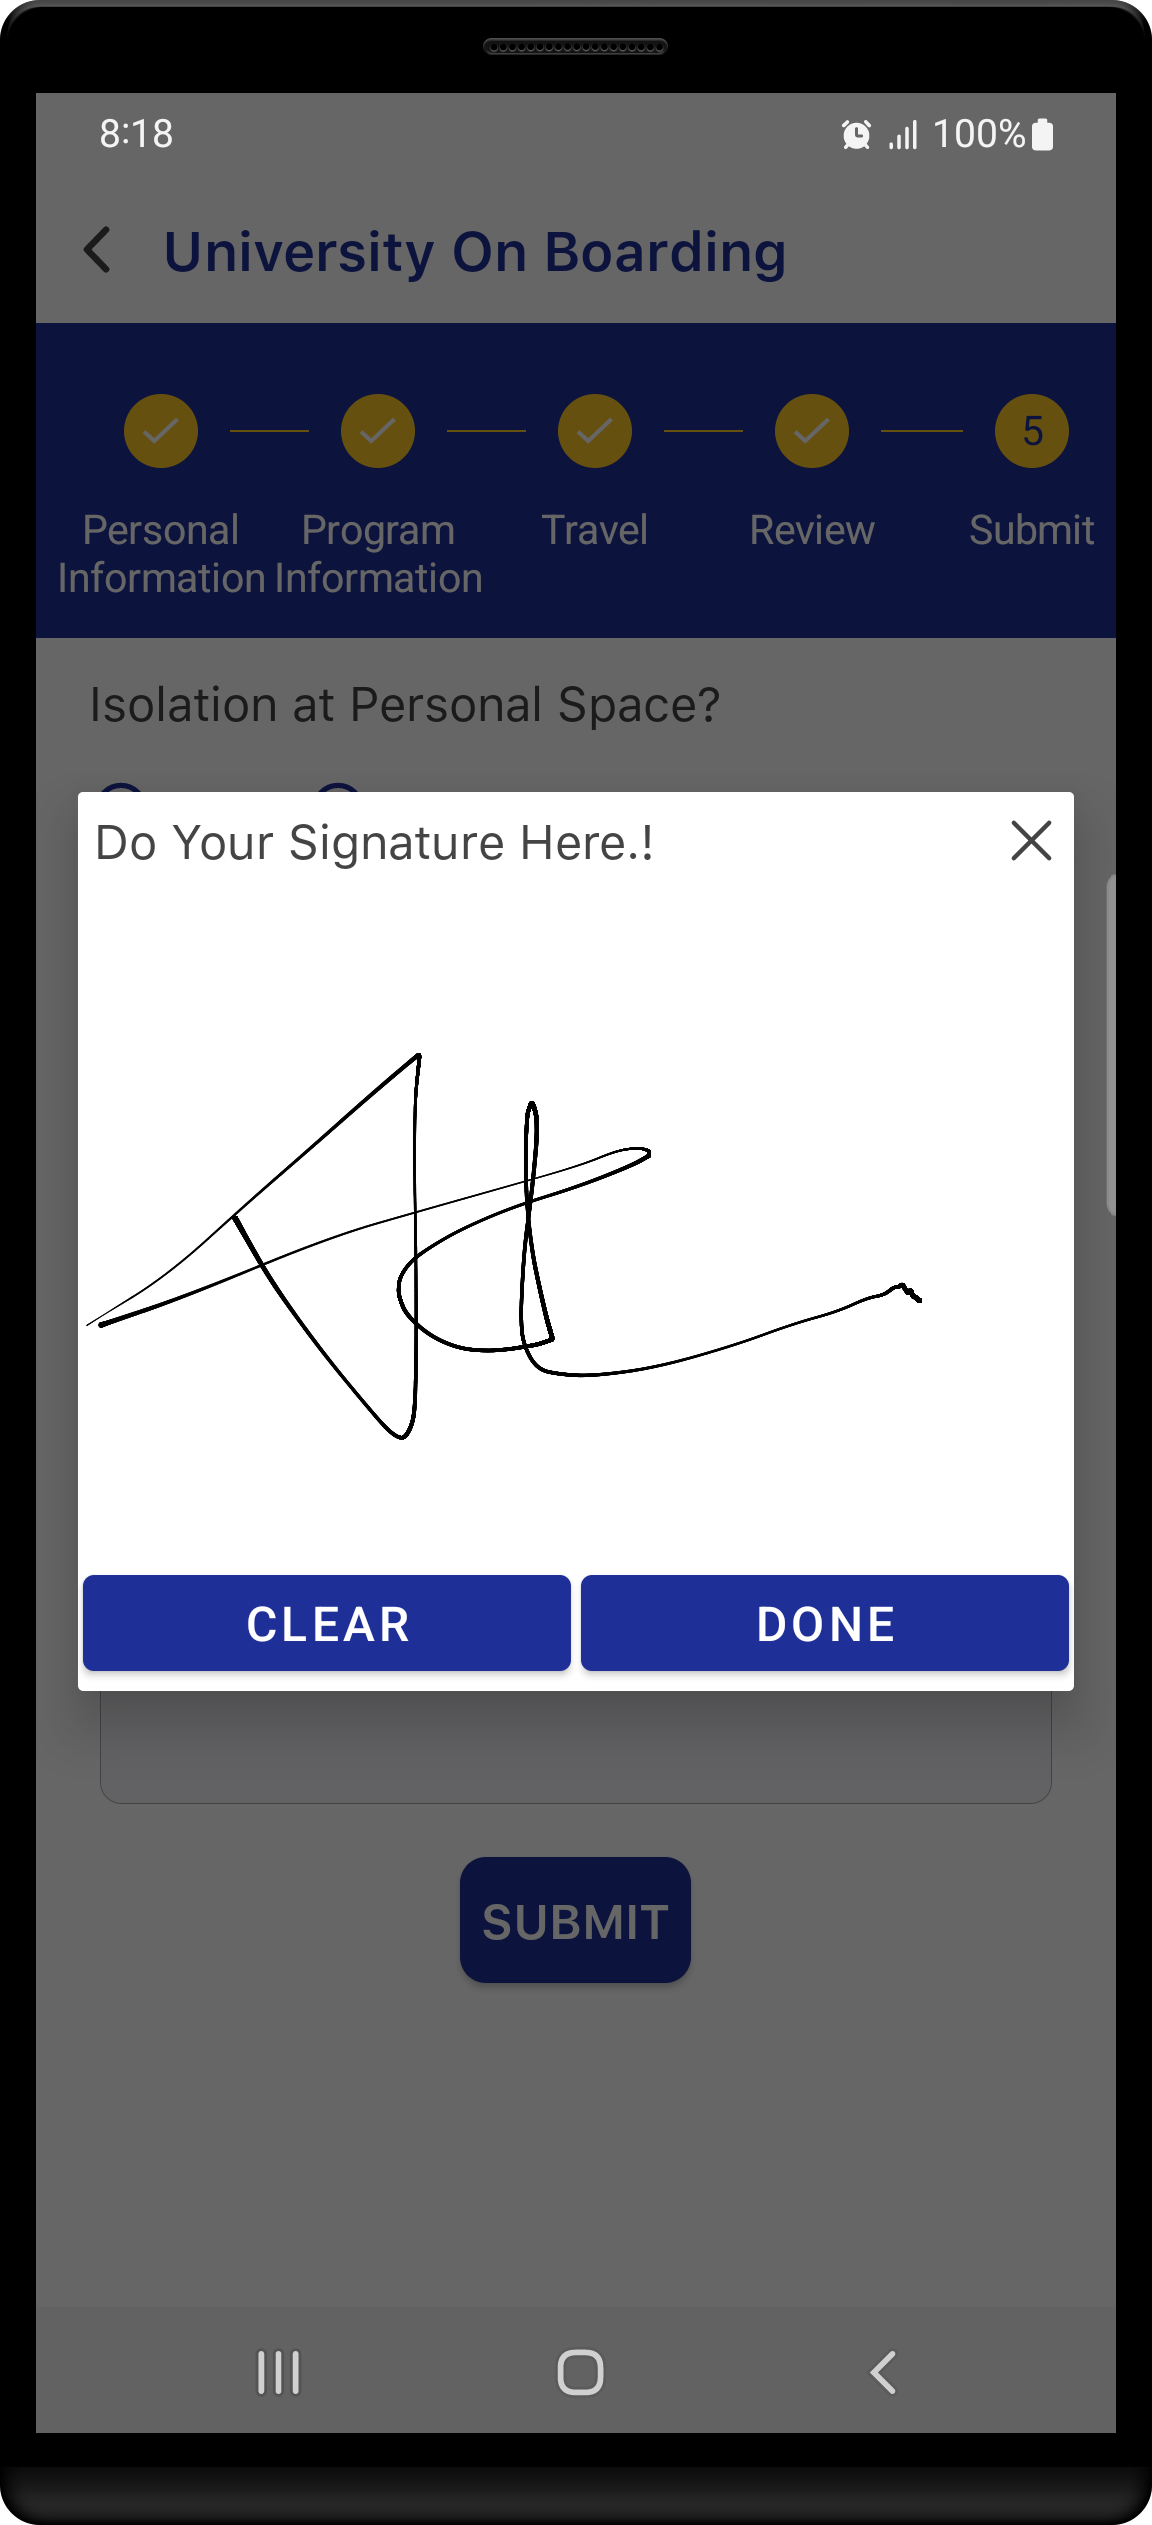 8:18 100%
University On Boarding
5
Personal Information Program Information Travel Review Submit
Isolation at Personal Space?
Do Your Signature Here.!
CLEAR DONE
SUBMIT